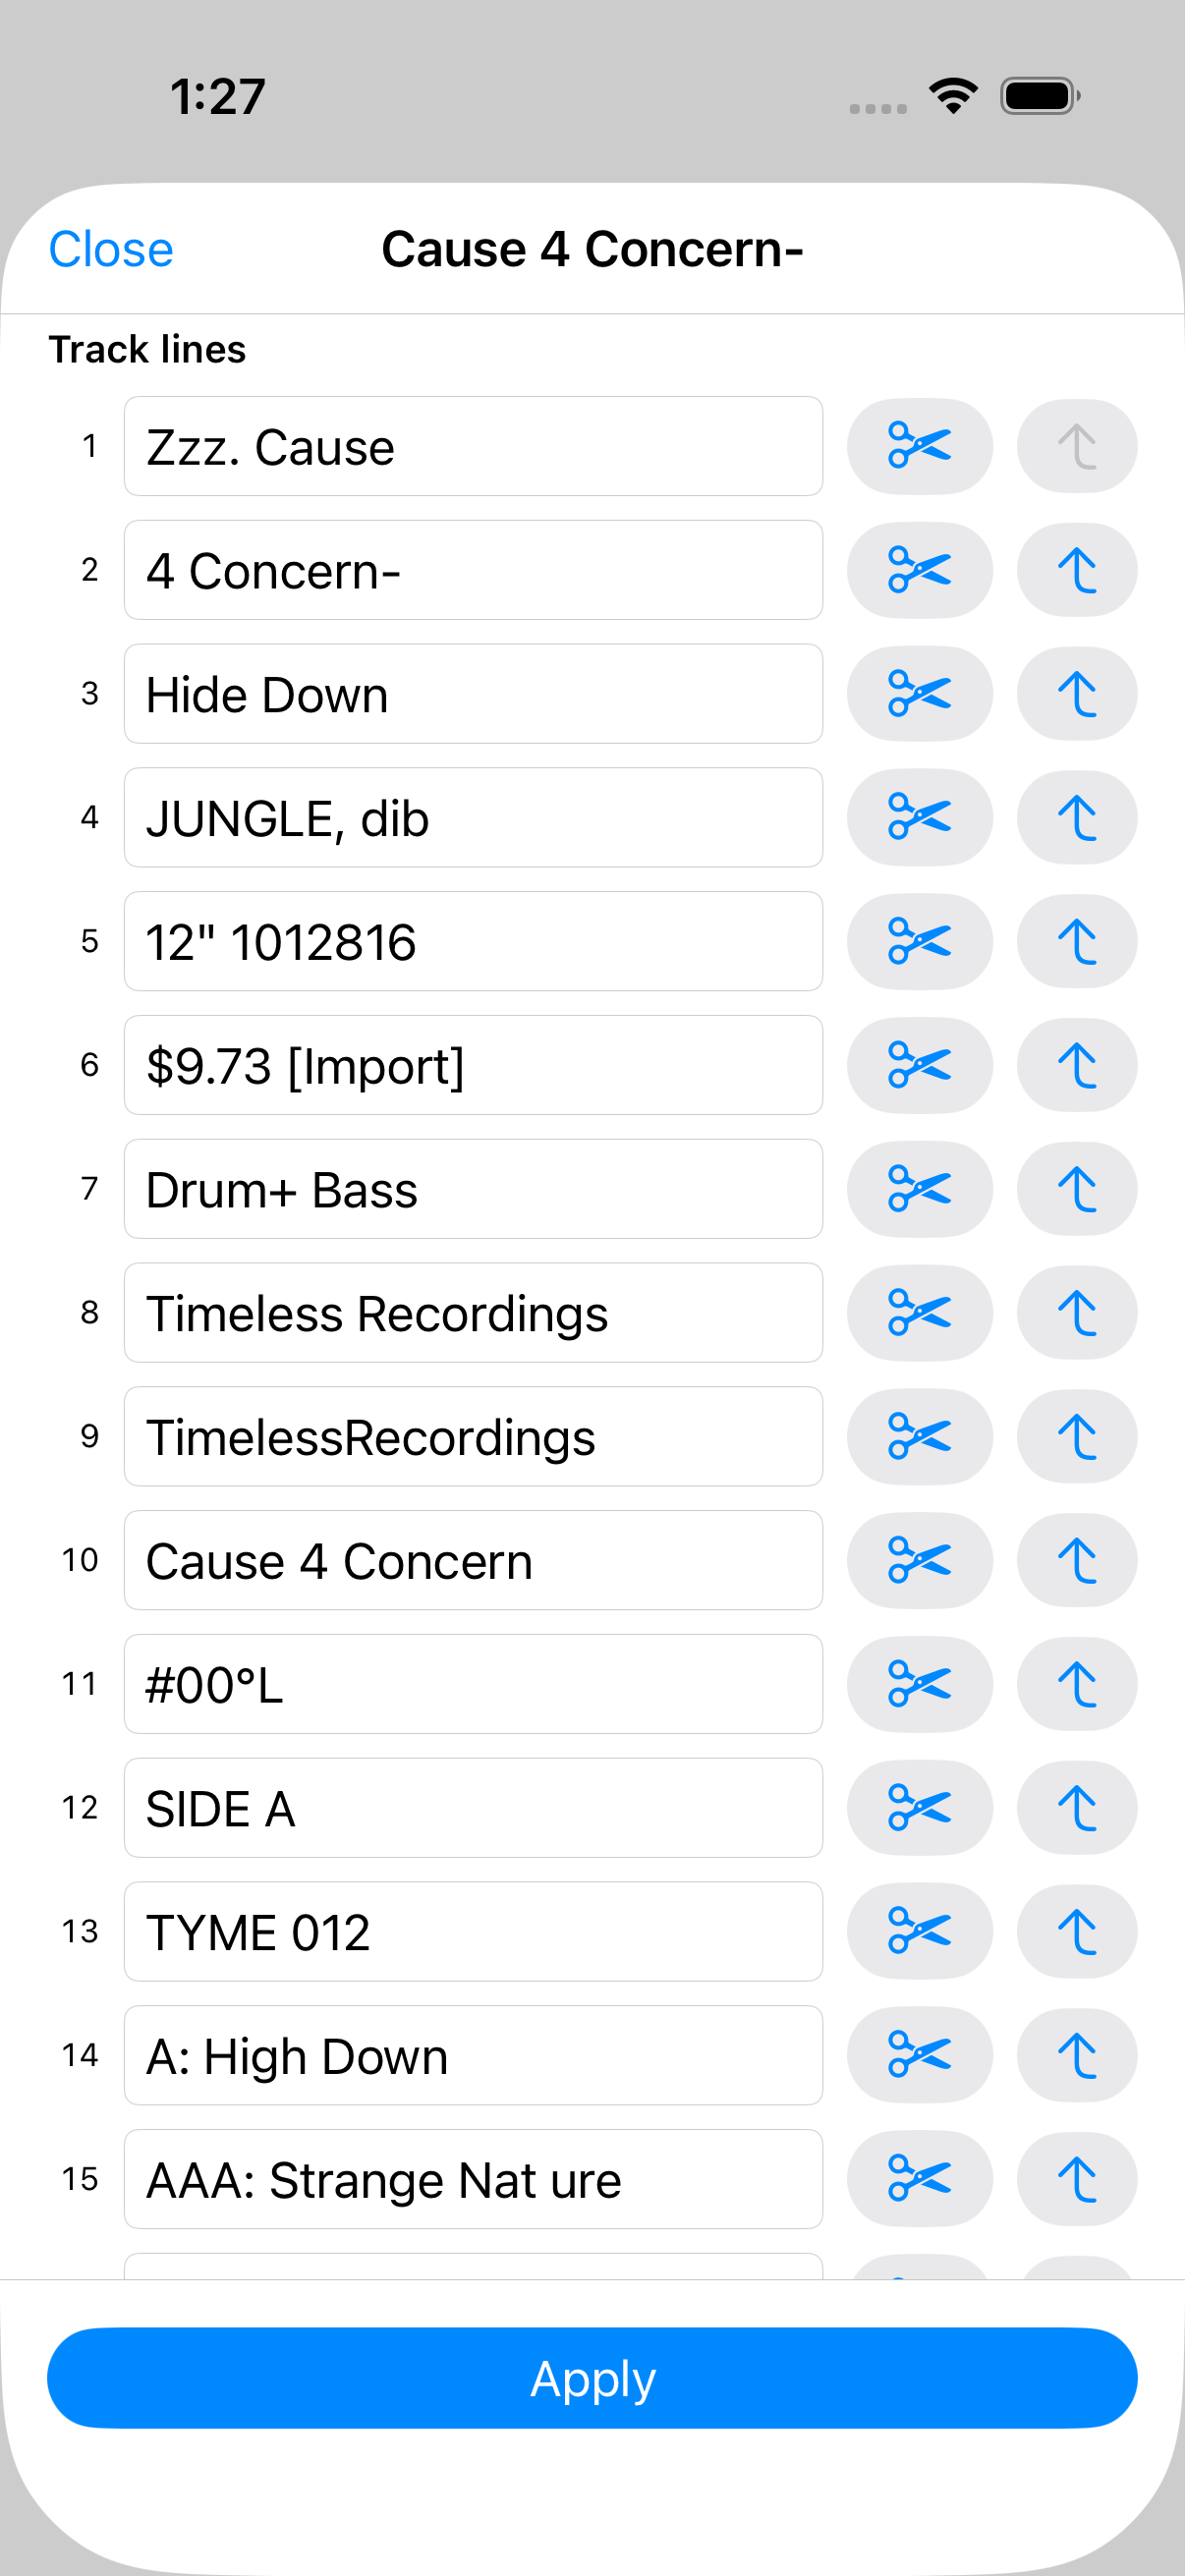 1:27
Close
Cause 4 Concern-
Track lines
1 Zzz. Cause
2 4 Concern-
3 Hide Down
4 JUNGLE, dib
5 12" 1012816
6 $9.73 [Import]
7 Drum+ Bass
8 Timeless Recordings
9 TimelessRecordings
10 Cause 4 Concern
11 #00°L
12 SIDE A
13 TYME 012
14 A: High Down
15 AAA: Strange Nat ure
Apply